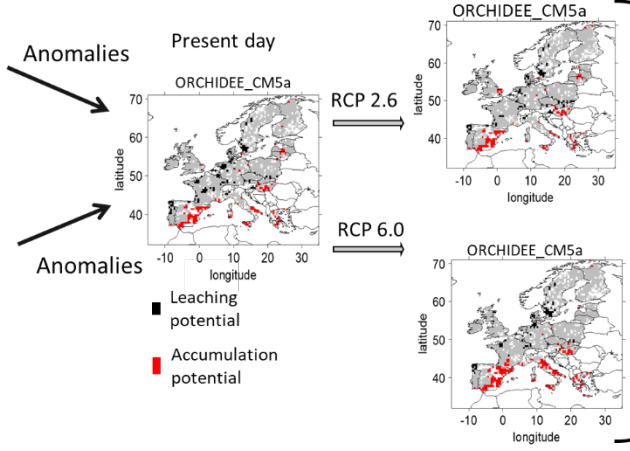 Anomalies
Anomalies
Present day
ORCHIDEE_CM5a
70
60
50
40
latitude
-10
0
10
20
30
longitude
Leaching
potential
Accumulation
potential
RCP 2.6
RCP 6.0
ORCHIDEE_CM5a
70
60
50
40
latitude
-10
0
10
20
30
longitude
ORCHIDEE_CM5a
70
60
50
40
latitude
-10
0
10
20
30
longitude